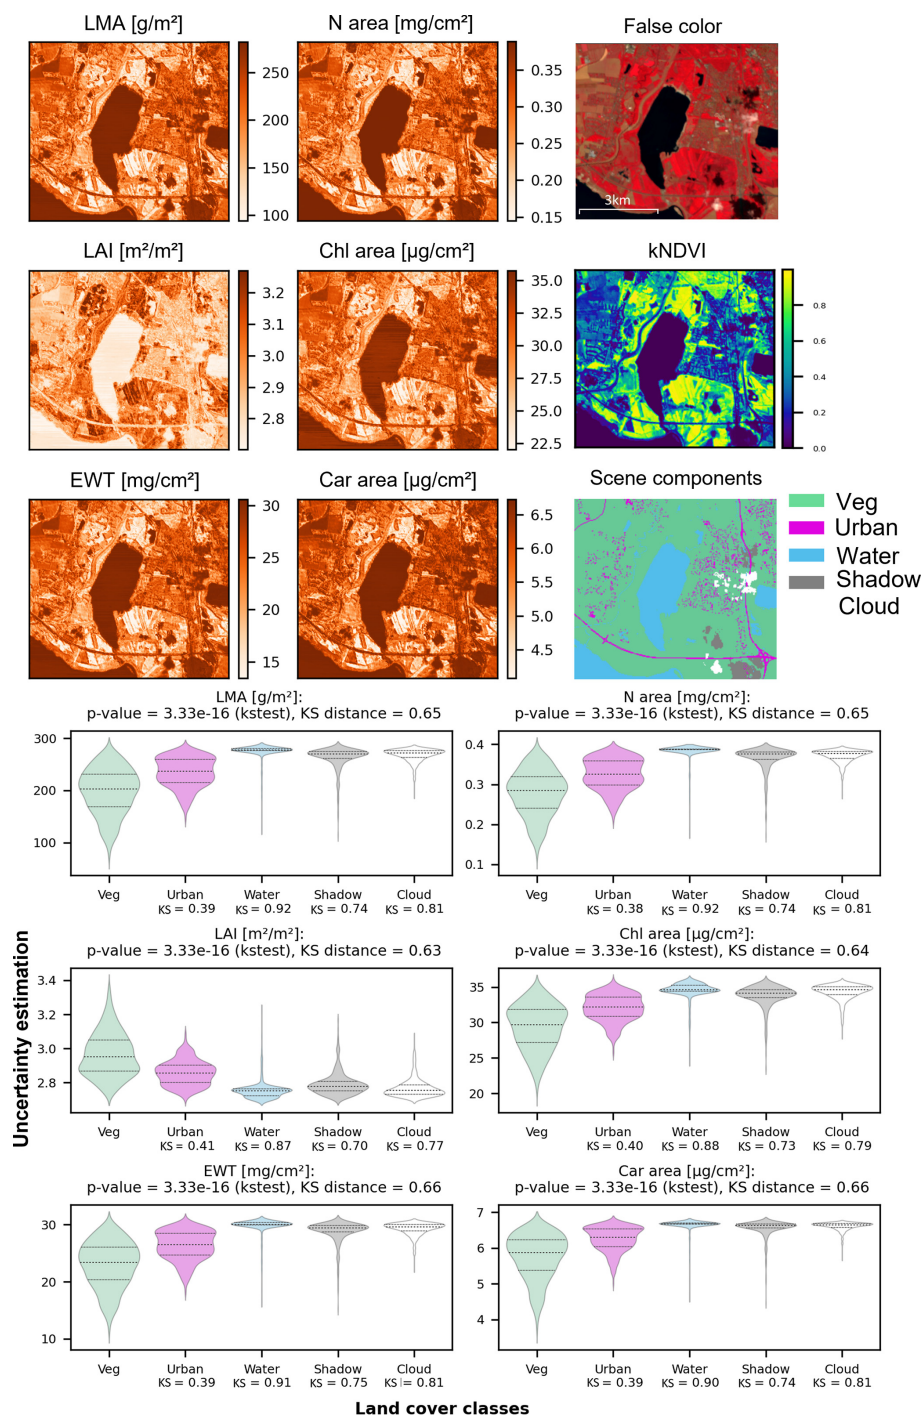 LMA [g/m²]
N area [mg/cm²]
False color
250
200
150
100
0.35
0.30
0.25
0.20
0.15
3km
LAI [m²/m²]
Chl area [µg/cm²]
kNDVI
3.2
3.1
3.0
2.9
2.8
35.0
32.5
30.0
27.5
25.0
22.5
0.8
0.6
0.4
0.2
0.0
EWT [mg/cm²]
Car area [µg/cm²]
Scene components
30
25
20
15
6.5
6.0
5.5
5.0
4.5
Veg
Urban
Water
Shadow
Cloud
LMA [g/m²]:
p-value = 3.33e-16 (kstest), KS distance = 0.65
300
200
100
Veg Urban Water Shadow Cloud
KS = 0.39 KS = 0.92 KS = 0.74 KS = 0.81
N area [mg/cm²]:
p-value = 3.33e-16 (kstest), KS distance = 0.65
0.4
0.3
0.2
0.1
Veg Urban Water Shadow Cloud
KS = 0.38 KS = 0.92 KS = 0.74 KS = 0.81
Uncertainty estimation
LAI [m²/m²]:
p-value = 3.33e-16 (kstest), KS distance = 0.63
3.4
3.0
2.8
Veg Urban Water Shadow Cloud
KS = 0.41 KS = 0.87 KS = 0.70 KS = 0.77
Chl area [µg/cm²]:
p-value = 3.33e-16 (kstest), KS distance = 0.64
35
30
25
20
Veg Urban Water Shadow Cloud
KS = 0.40 KS = 0.88 KS = 0.73 KS = 0.79
EWT [mg/cm²]:
p-value = 3.33e-16 (kstest), KS distance = 0.66
30
20
10
Veg Urban Water Shadow Cloud
KS = 0.39 KS = 0.91 KS = 0.75 KS = 0.81
Car area [µg/cm²]:
p-value = 3.33e-16 (kstest), KS distance = 0.66
7
6
5
4
Veg Urban Water Shadow Cloud
KS = 0.39 KS = 0.90 KS = 0.74 KS = 0.81
Land cover classes